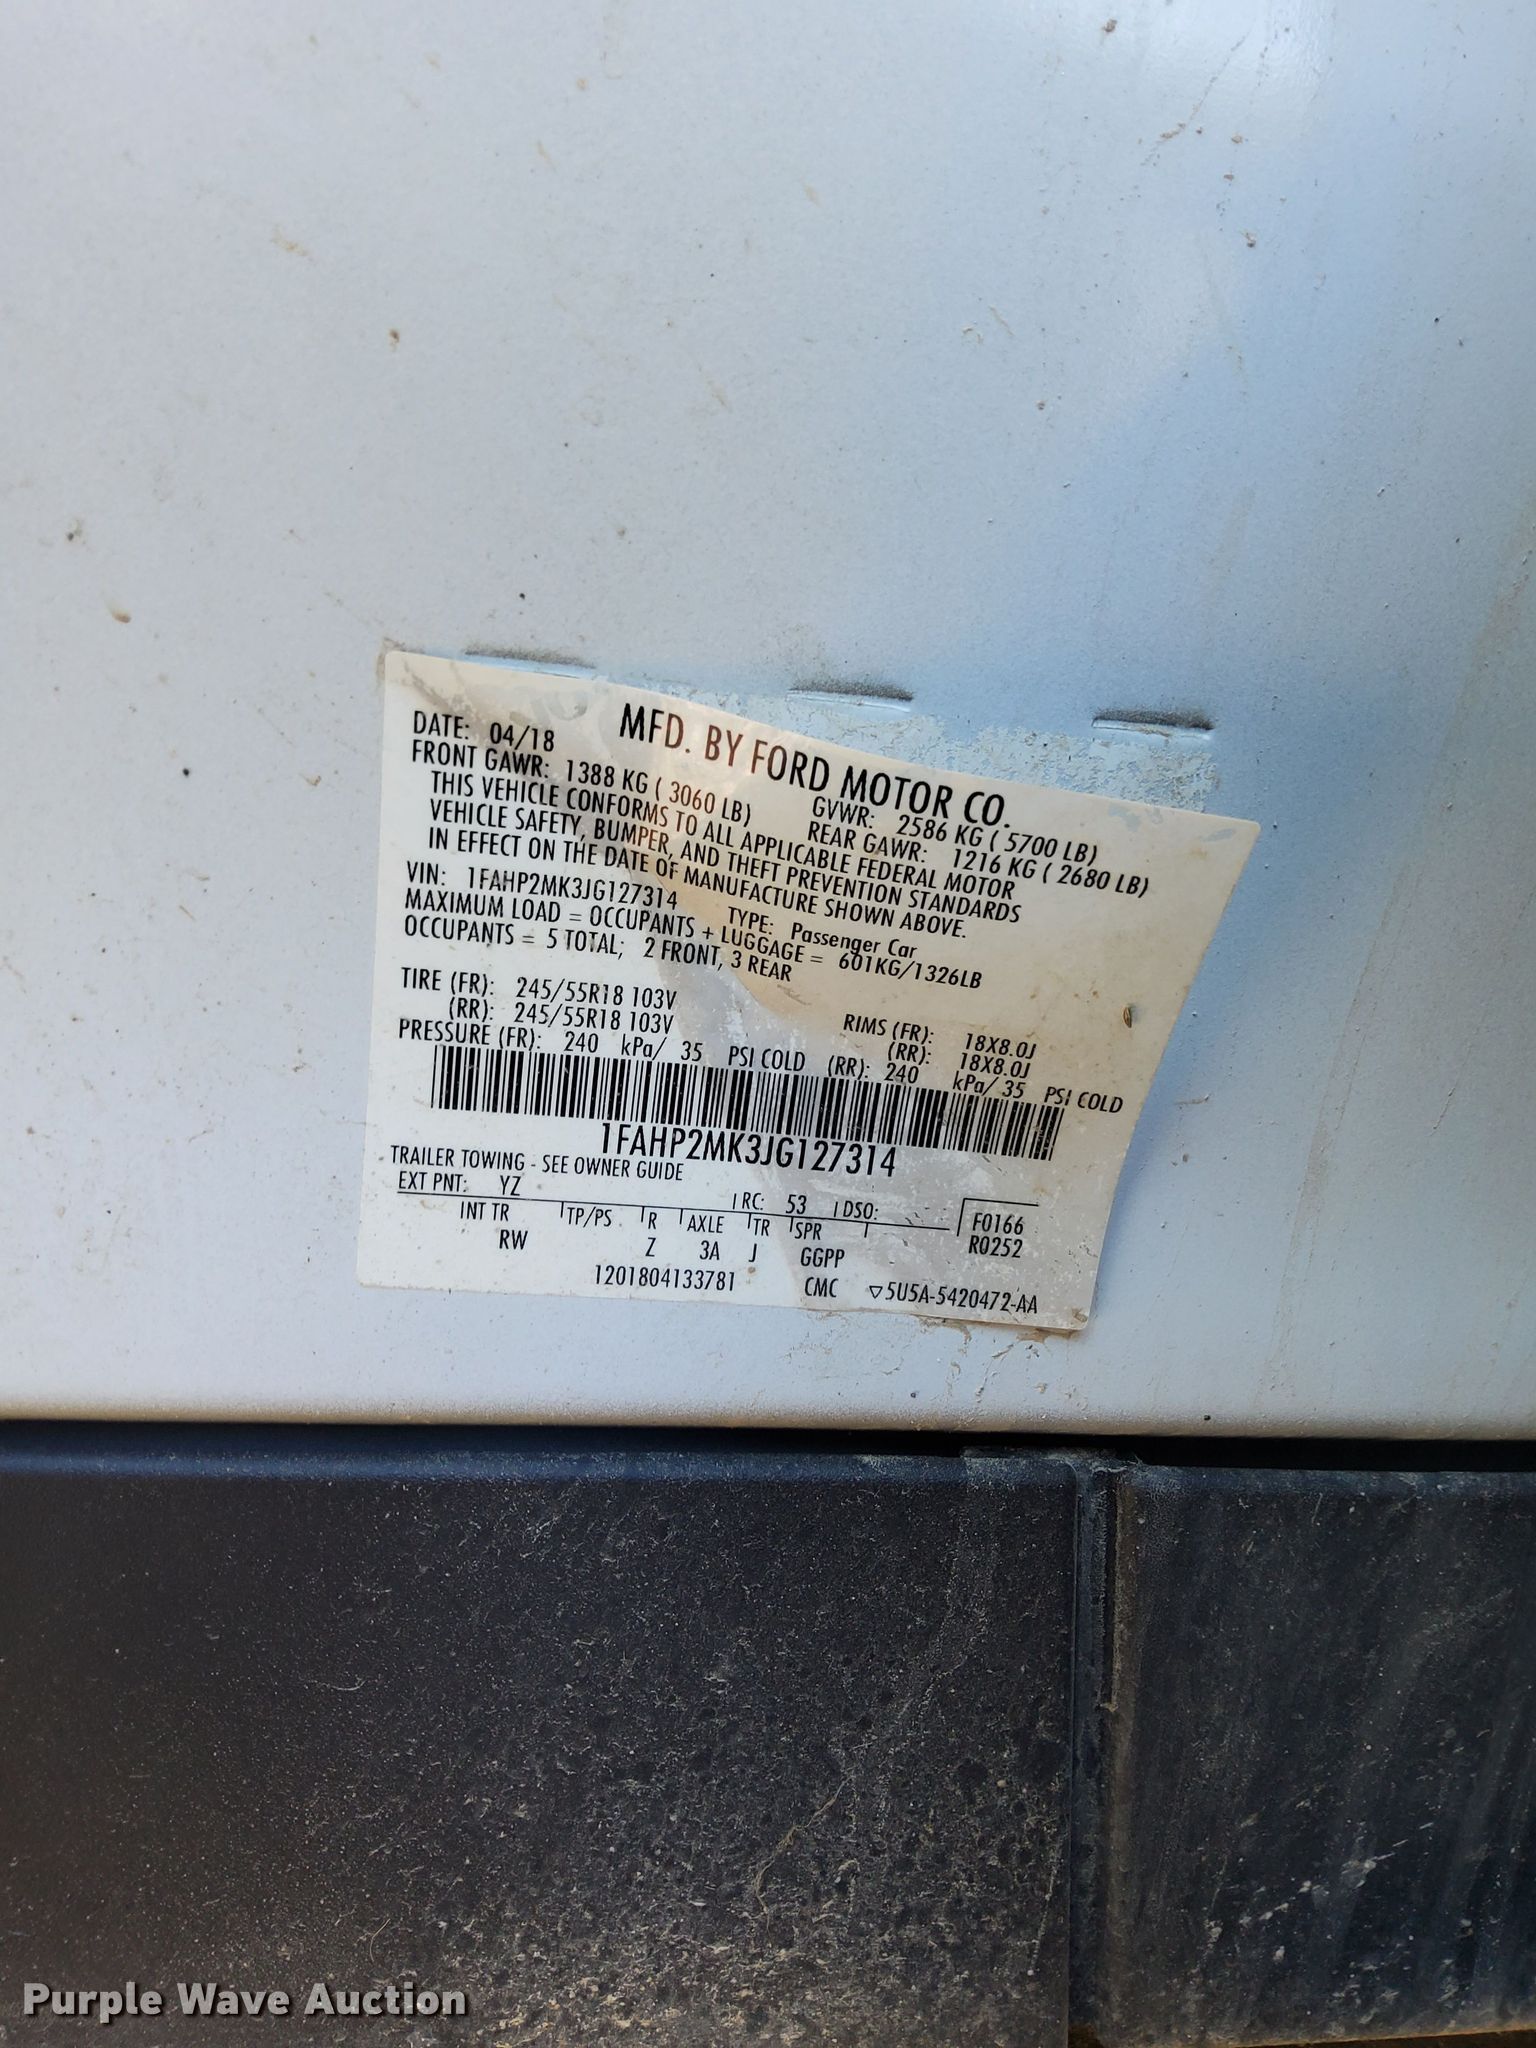 MFD. BY FORD MOTOR CO.
DATE: 04/18 GVWR: 2586 KG ( 5700 LB)
FRONT GAWR: 1388 KG ( 3060 LB) REAR GAWR: 1216 KG ( 2680 LB)
THIS VEHICLE CONFORMS TO ALL APPLICABLE FEDERAL MOTOR
VEHICLE SAFETY, BUMPER, AND THEFT PREVENTION STANDARDS
IN EFFECT ON THE DATE OF MANUFACTURE SHOWN ABOVE.
VIN: 1FAHP2MK3JG127314 TYPE: Passenger Car
MAXIMUM LOAD = OCCUPANTS + LUGGAGE = 601KG/1326LB
OCCUPANTS = 5 TOTAL; 2 FRONT, 3 REAR
TIRE (FR): 245/55R18 103V RIMS (FR): 18X8.0J
(RR): 245/55R18 103V (RR): 18X8.0J
PRESSURE (FR): 240 kPa/ 35 PSI COLD (RR): 240 kPa/ 35 PSI COLD
1FAHP2MK3JG127314
TRAILER TOWING - SEE OWNER GUIDE
EXT PNT: YZ RC: 53 DSO: F0166
INT TR TP/PS R AXLE TR SPR R0252
RW Z 3A J GGPP
1201804133781 CMC ▽5U5A-5420472-AA
Purple Wave Auction